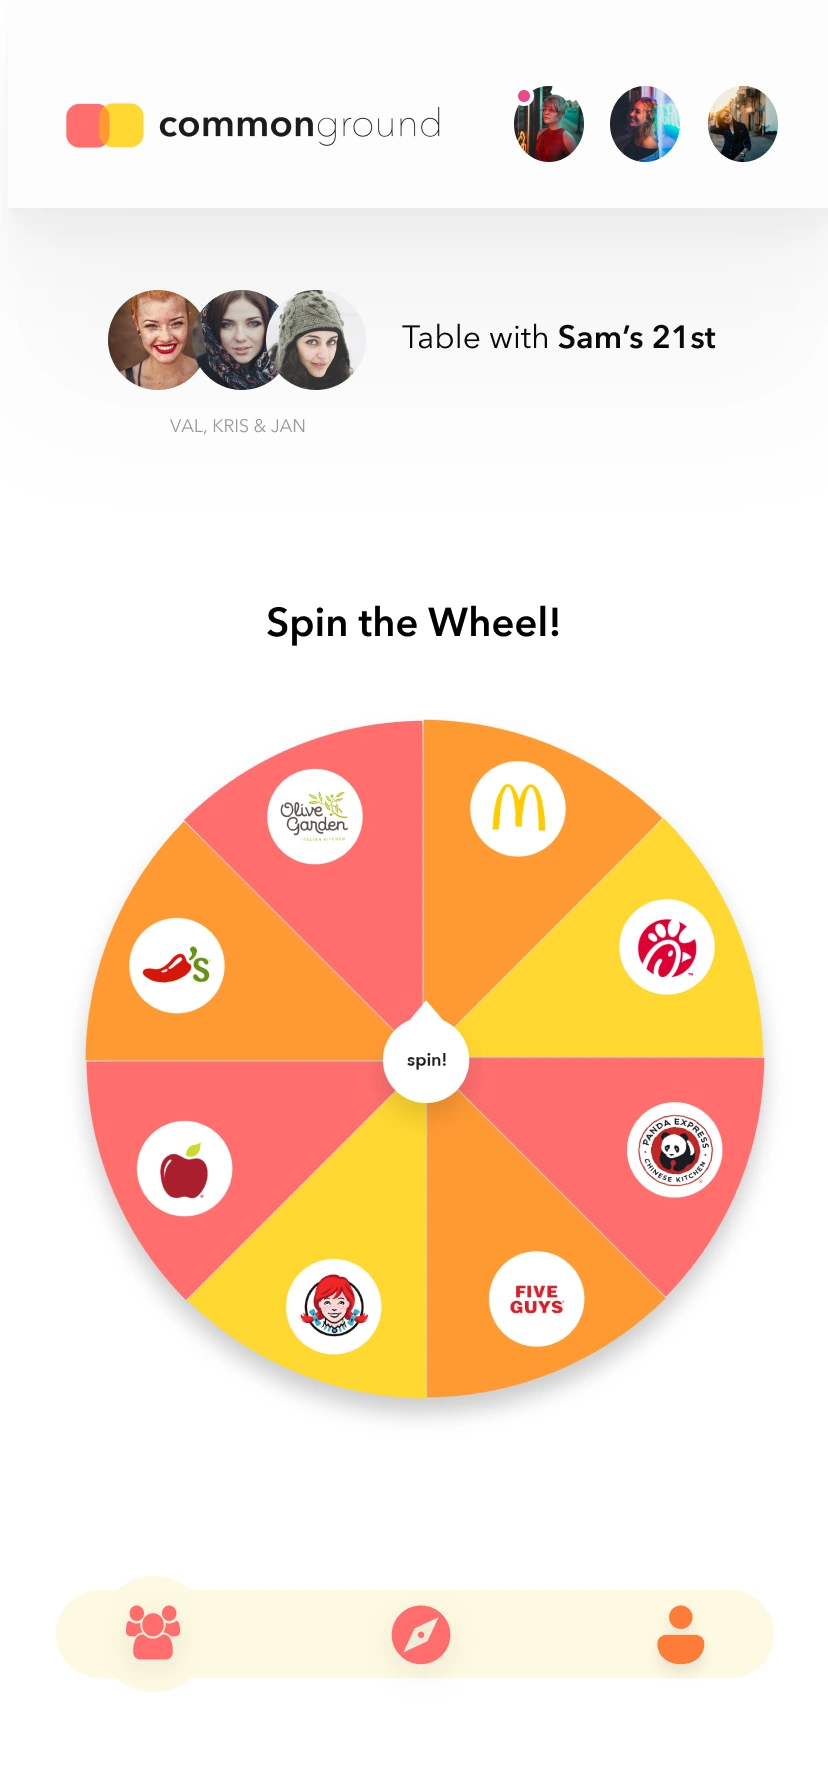 commonground
Table with Sam's 21st
VAL, KRIS & JAN
Spin the Wheel!
Olive
Garden
ITALIAN KITCHEN
'S
PANDA EXPRESS
CHINESE KITCHEN
spin!
FIVE
GUYS